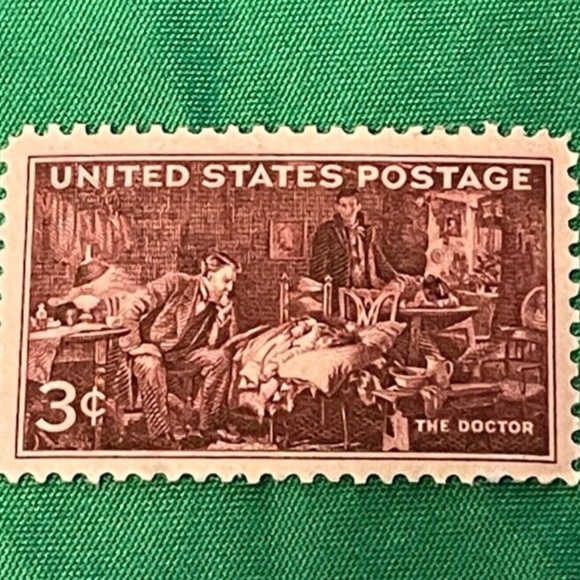 UNITED STATES POSTAGE
3¢
THE DOCTOR